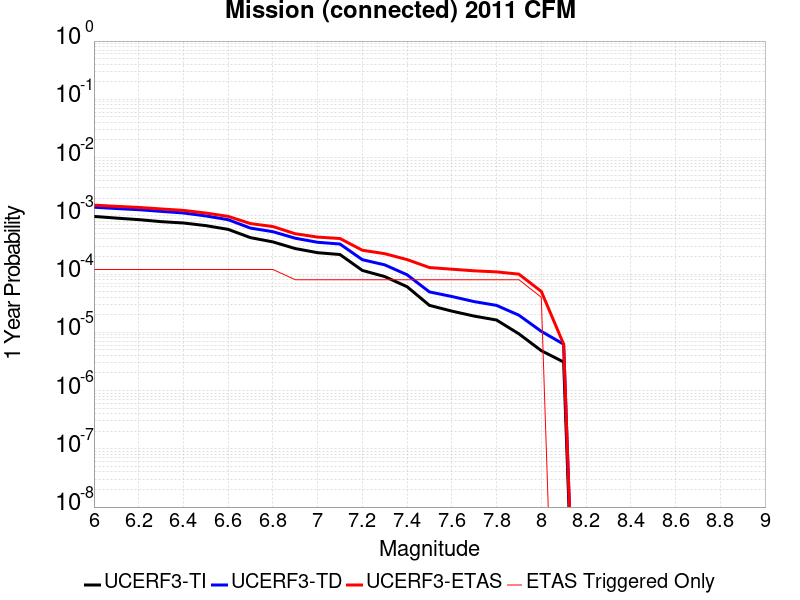 Mission (connected) 2011 CFM
10 0
10 -1
10 -2
10 -3
10 -4
10 -5
10 -6
10 -7
10 -8
1 Year Probability
6 6.2 6.4 6.6 6.8 7 7.2 7.4 7.6 7.8 8 8.2 8.4 8.6 8.8 9
Magnitude
UCERF3-TI UCERF3-TD UCERF3-ETAS ETAS Triggered Only